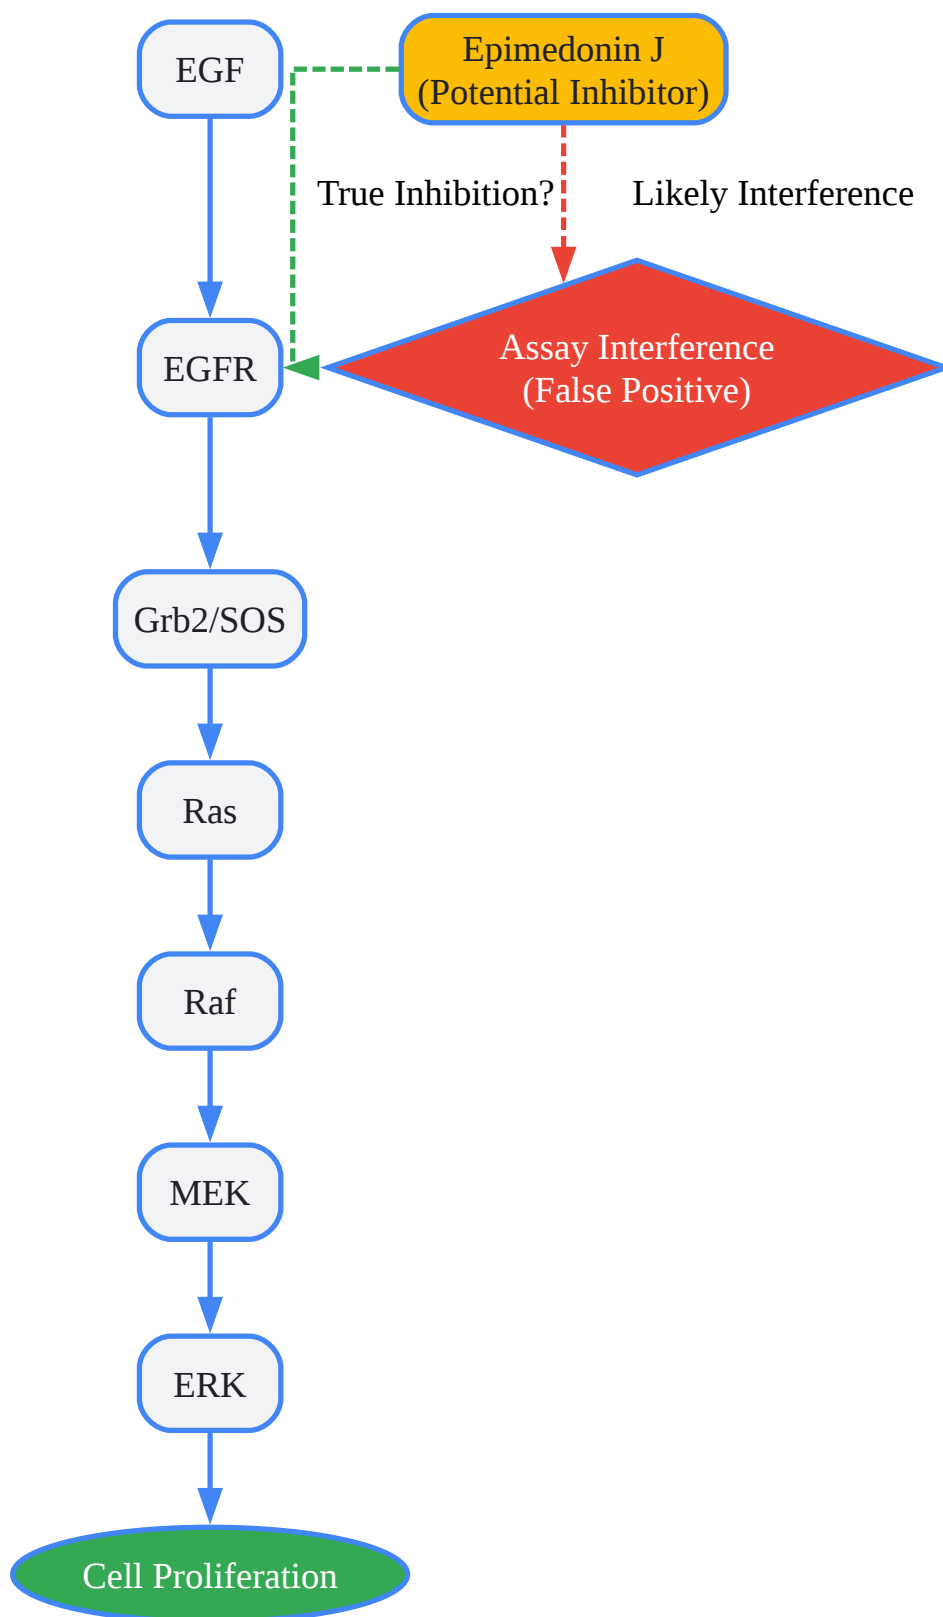 EGF
Epimedonin J
(Potential Inhibitor)
True Inhibition?
Likely Interference
EGFR
Assay Interference
(False Positive)
Grb2/SOS
Ras
Raf
MEK
ERK
Cell Proliferation